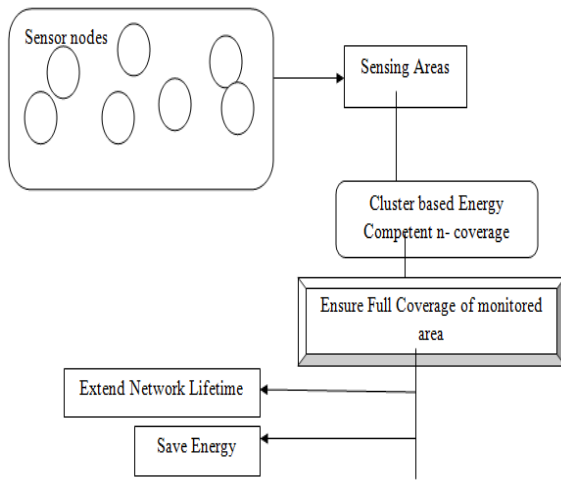 Sensor nodes
Sensing Areas
Cluster based Energy
Competent n- coverage
Ensure Full Coverage of monitored
area
Extend Network Lifetime
Save Energy